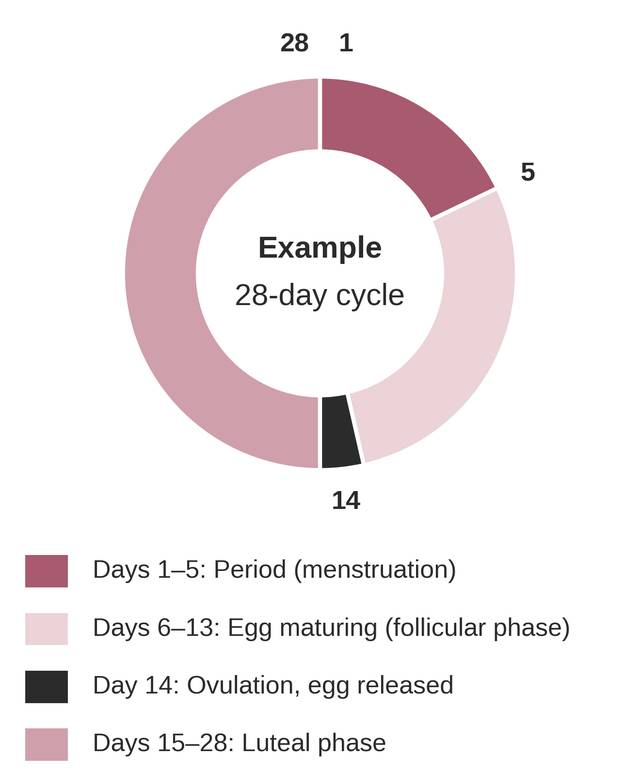 28 1
5
Example
28-day cycle
14
Days 1–5: Period (menstruation)
Days 6–13: Egg maturing (follicular phase)
Day 14: Ovulation, egg released
Days 15–28: Luteal phase